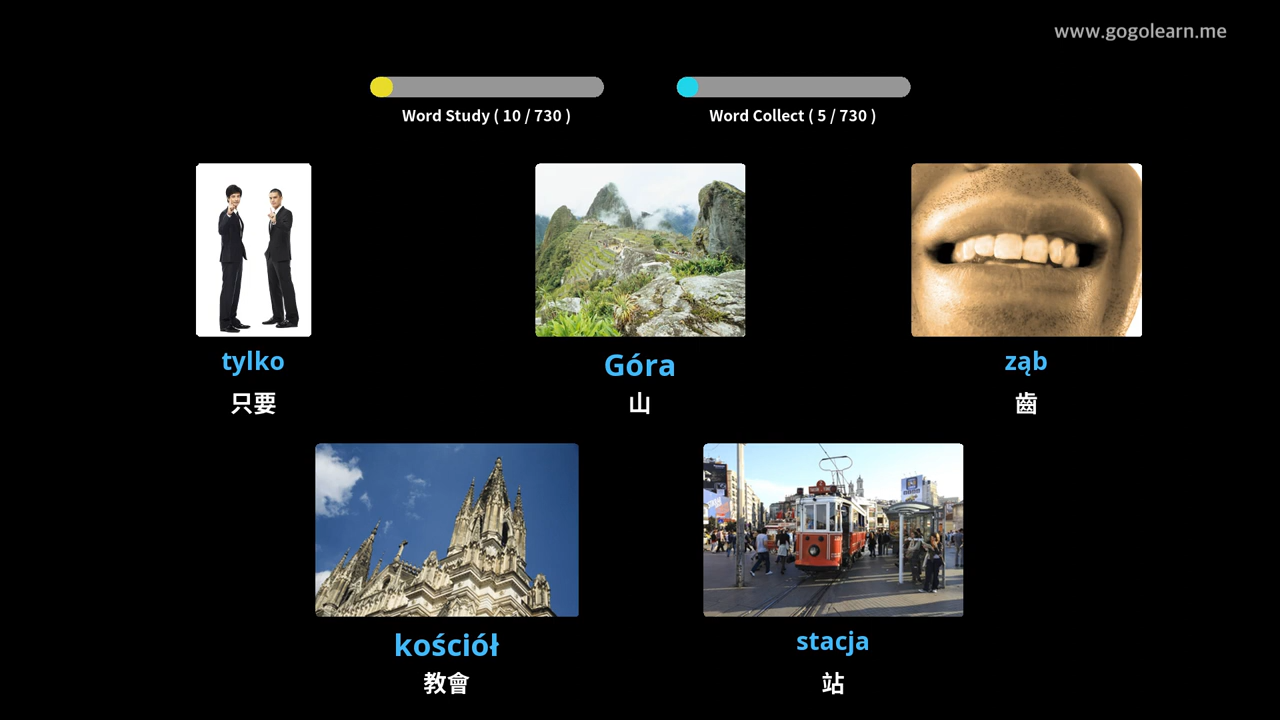 www.gogolearn.me
Word Study ( 10 / 730 )
Word Collect ( 5 / 730 )
tylko
只要
Góra
山
ząb
齒
kościół
教會
stacja
站